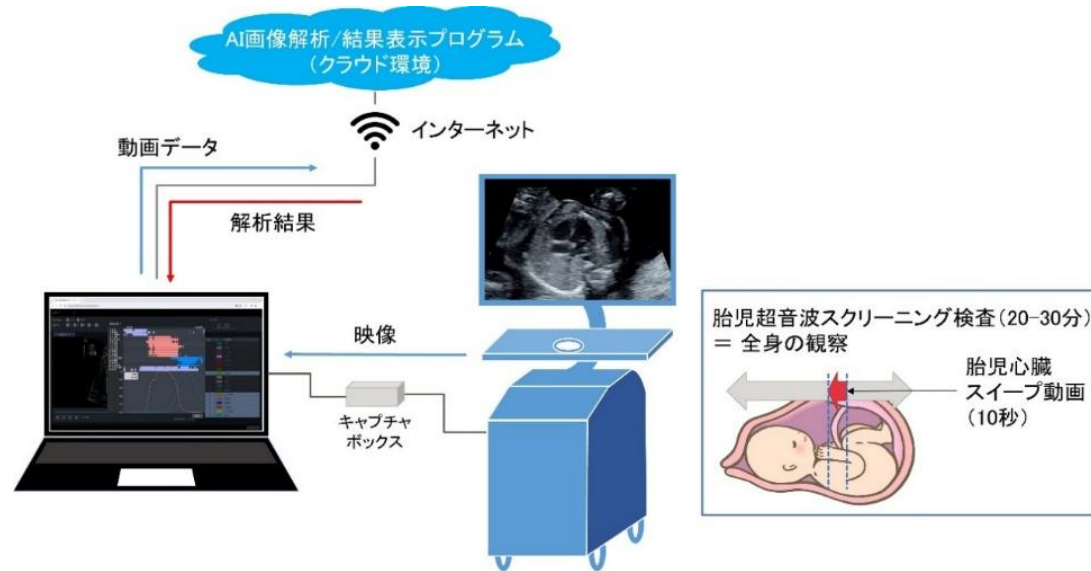 AI画像解析/結果表示プログラム
(クラウド環境)
インターネット
動画データ
解析結果
映像
キャプチャ
ボックス
胎児超音波スクリーニング検査(20-30分)
= 全身の観察
胎児心臓
スイープ動画
(10秒)